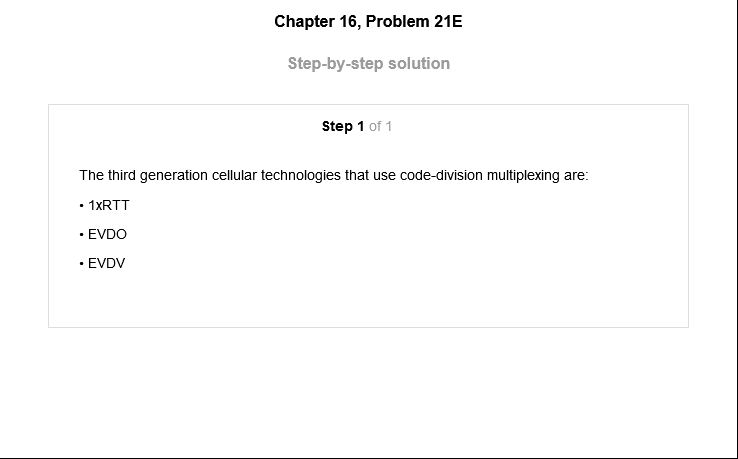 Chapter 16, Problem 21E
Step-by-step solution
Step 1 of 1
The third generation cellular technologies that use code-division multiplexing are:
• 1xRTT
• EVDO
• EVDV